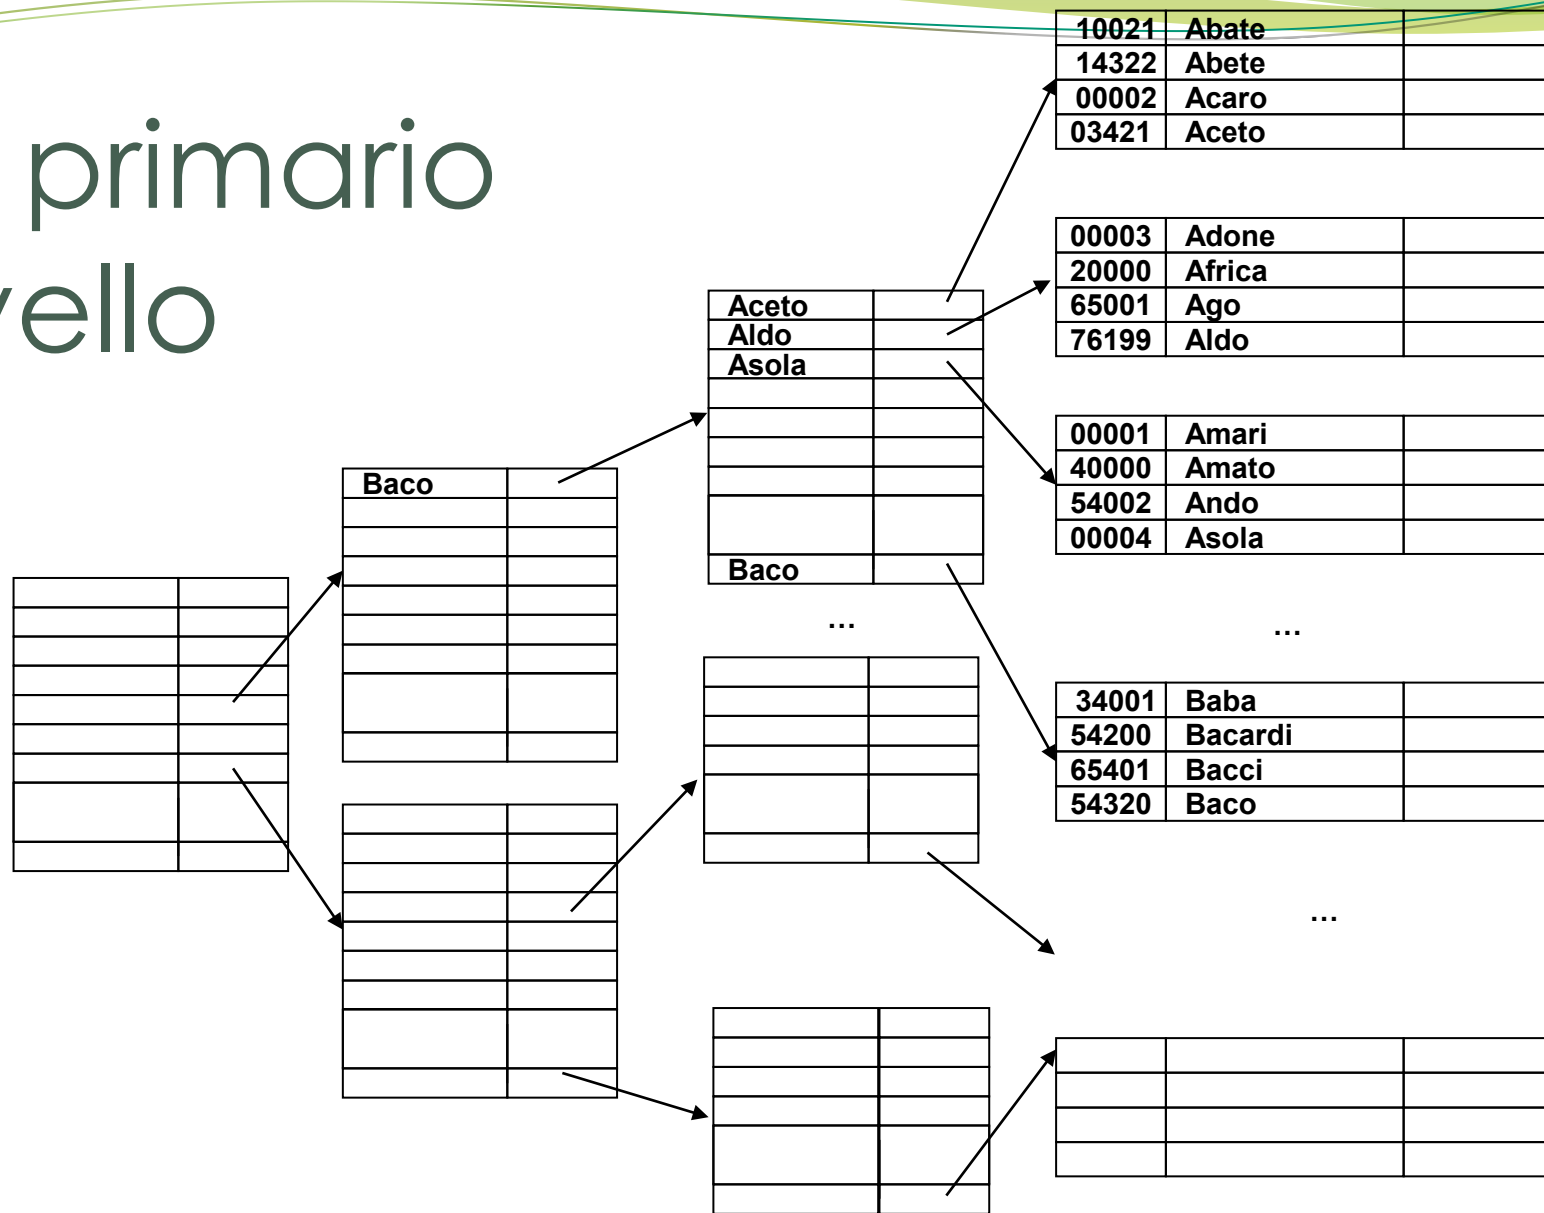 primario
vello
10021 Abate
14322 Abete
00002 Acaro
03421 Aceto
00003 Adone
20000 Africa
65001 Ago
76199 Aldo
Aceto
Aldo
Asola
Baco
...
00001 Amari
40000 Amato
54002 Ando
00004 Asola
...
Baco
34001 Baba
54200 Bacardi
65401 Bacci
54320 Baco
...